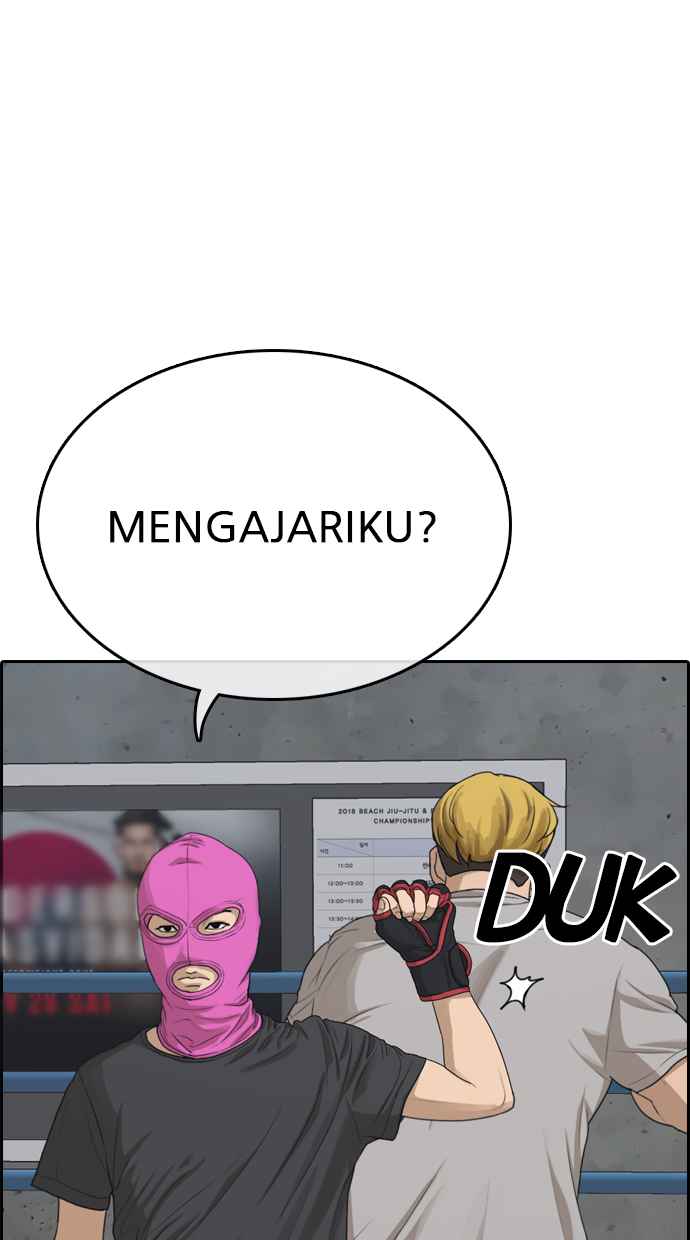 MENGAJARIKU?
2018 BEACH JIU-JITU &
CHAMPIONSHIP
11:00
12:00~13:00
13:00~13:30
DUK